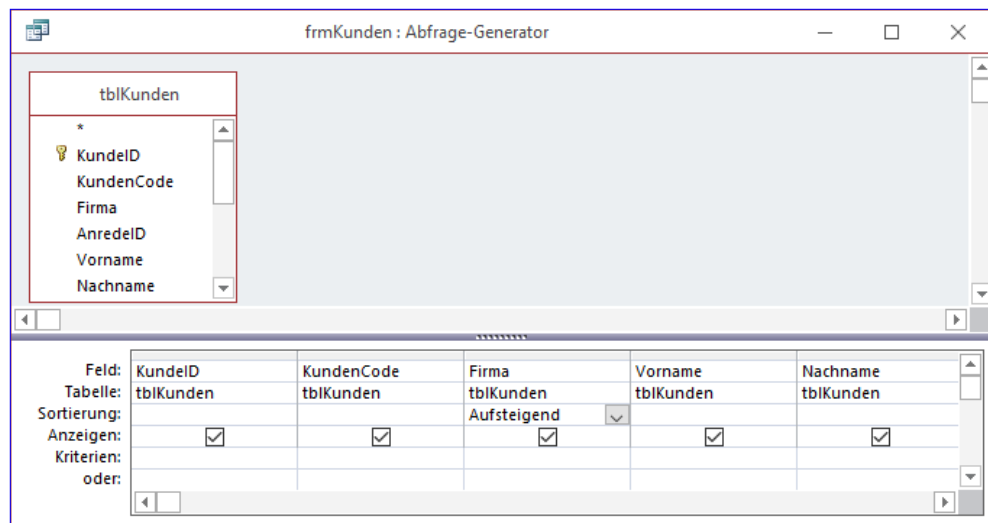 frmKunden : Abfrage-Generator
tblKunden
*
KundeID
KundenCode
Firma
AnredeID
Vorname
Nachname
Feld: KundeID KundenCode Firma Vorname Nachname
Tabelle: tblKunden tblKunden tblKunden tblKunden tblKunden
Sortierung: Aufsteigend
Anzeigen:
Kriterien:
oder: